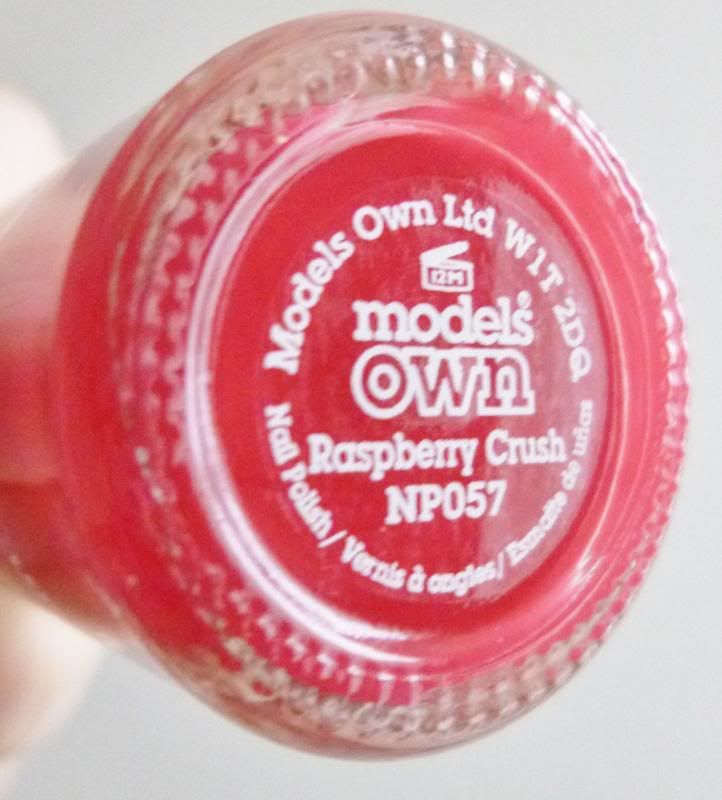 Models Own Ltd W1T 2DQ
12M
models®
own
Raspberry Crush
NP057
Nail Polish / Vernis à ongles / Esmalte de uñas